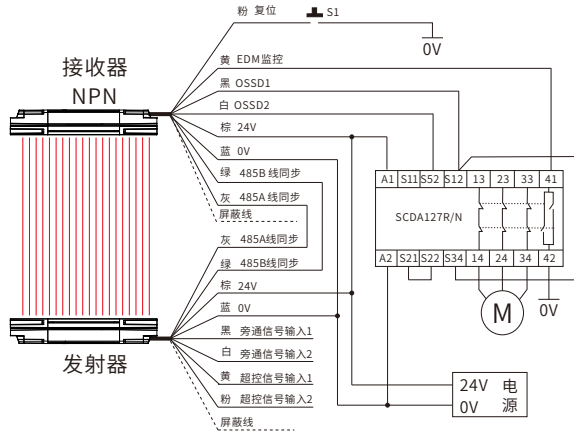 粉 复位 S1
0V
接收器
NPN
黄 EDM监控
黑 OSSD1
白 OSSD2
棕 24V
蓝 0V
绿 485B 线同步
灰 485A 线同步
屏蔽线
A1 S11 S52 S12 13 23 33 41
SCDA127R/N
A2 S21 S22 S34 14 24 34 42
M
0V
灰 485A线同步
绿 485B线同步
棕 24V
蓝 0V
黑 旁通信号输入1
白 旁通信号输入2
黄 超控信号输入1
粉 超控信号输入2
屏蔽线
发射器
24V 电
0V 源